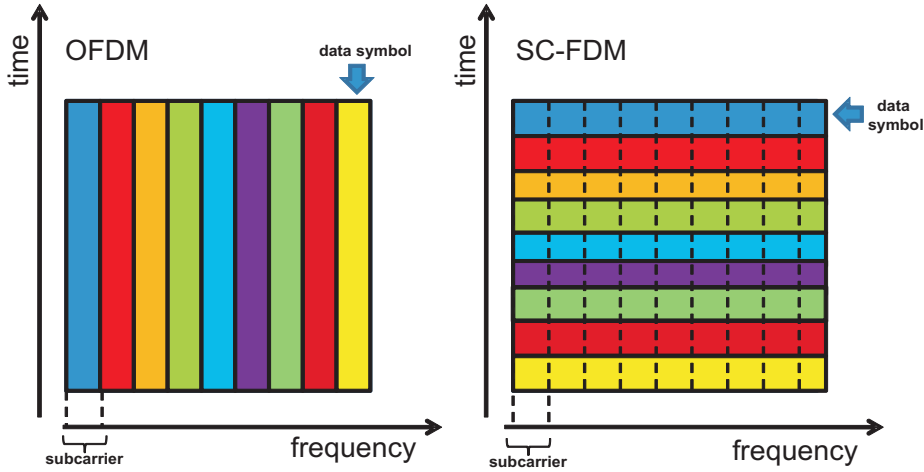 time
OFDM
data symbol
frequency
subcarrier
time
SC-FDM
data
symbol
frequency
subcarrier